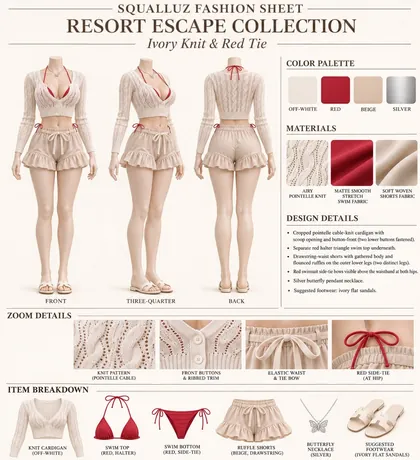 SQUALLUZ FASHION SHEET
RESORT ESCAPE COLLECTION
Ivory Knit & Red Tie
FRONT
THREE-QUARTER
BACK
COLOR PALETTE
OFF-WHITE
RED
BEIGE
SILVER
MATERIALS
AIRY
POINTELLE KNIT
MATTE SMOOTH
STRETCH
SWIM FABRIC
SOFT WOVEN
SHORTS FABRIC
DESIGN DETAILS
• Cropped pointelle cable-knit cardigan with
scoop opening and button-front (two lower buttons fastened).
• Separate red halter triangle swim top underneath.
• Drawstring-waist shorts with gathered body and
flounced ruffles on the outer lower legs (two distinct legs).
• Red swimsuit side-tie bows visible above the waistband at both hips.
• Silver butterfly pendant necklace.
• Suggested footwear: ivory flat sandals.
ZOOM DETAILS
KNIT PATTERN
(POINTELLE CABLE)
FRONT BUTTONS
& RIBBED TRIM
ELASTIC WAIST
& TIE BOW
RED SIDE-TIE
(AT HIP)
ITEM BREAKDOWN
KNIT CARDIGAN
(OFF-WHITE)
SWIM TOP
(RED, HALTER)
SWIM BOTTOM
(RED, SIDE-TIE)
RUFFLE SHORTS
(BEIGE, DRAWSTRING)
BUTTERFLY
NECKLACE
(SILVER)
SUGGESTED
FOOTWEAR
(IVORY FLAT SANDALS)